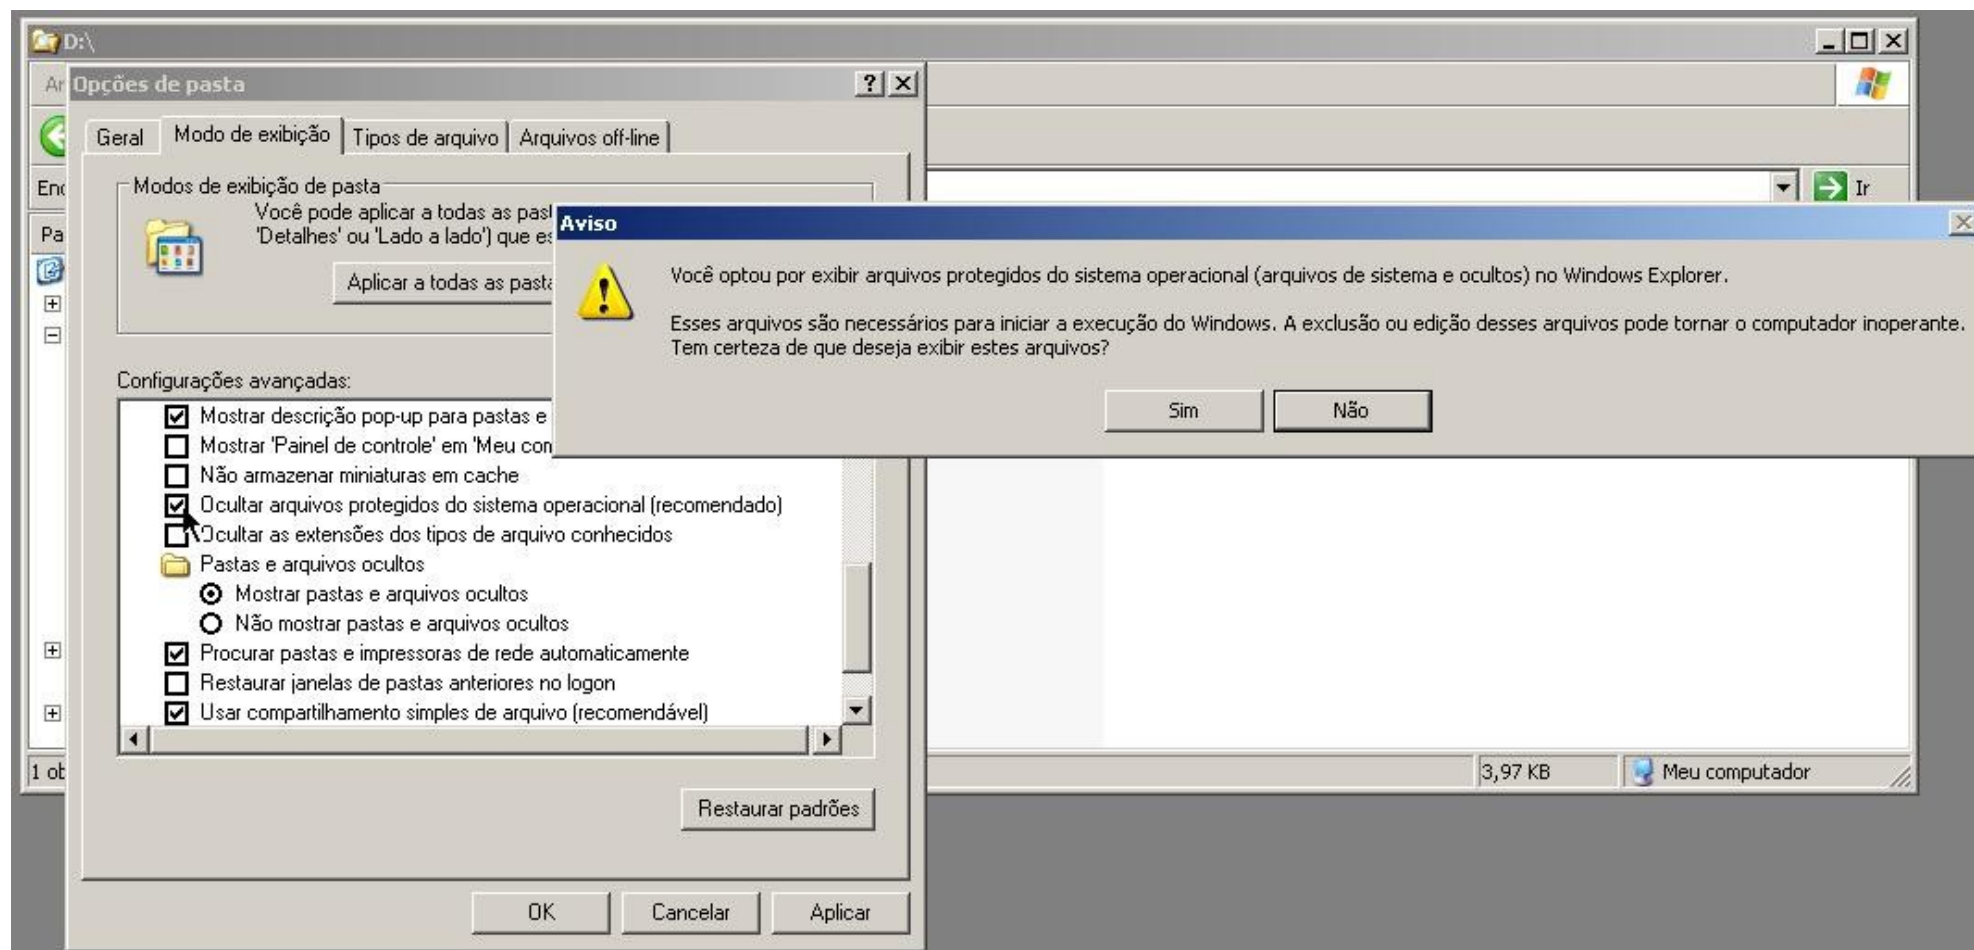 D:\
Ar
Opções de pasta
Geral Modo de exibição Tipos de arquivo Arquivos off-line
End
Ir
Modos de exibição de pasta
Você pode aplicar a todas as past
'Detalhes' ou 'Lado a lado') que es
Aplicar a todas as pasta
Pa
Aviso
Você optou por exibir arquivos protegidos do sistema operacional (arquivos de sistema e ocultos) no Windows Explorer.
Esses arquivos são necessários para iniciar a execução do Windows. A exclusão ou edição desses arquivos pode tornar o computador inoperante.
Tem certeza de que deseja exibir estes arquivos?
Sim Não
Configurações avançadas:
Mostrar descrição pop-up para pastas e
Mostrar 'Painel de controle' em 'Meu com
Não armazenar miniaturas em cache
Ocultar arquivos protegidos do sistema operacional (recomendado)
Ocultar as extensões dos tipos de arquivo conhecidos
Pastas e arquivos ocultos
Mostrar pastas e arquivos ocultos
Não mostrar pastas e arquivos ocultos
Procurar pastas e impressoras de rede automaticamente
Restaurar janelas de pastas anteriores no logon
Usar compartilhamento simples de arquivo (recomendável)
1 ob
3,97 KB Meu computador
Restaurar padrões
OK Cancelar Aplicar